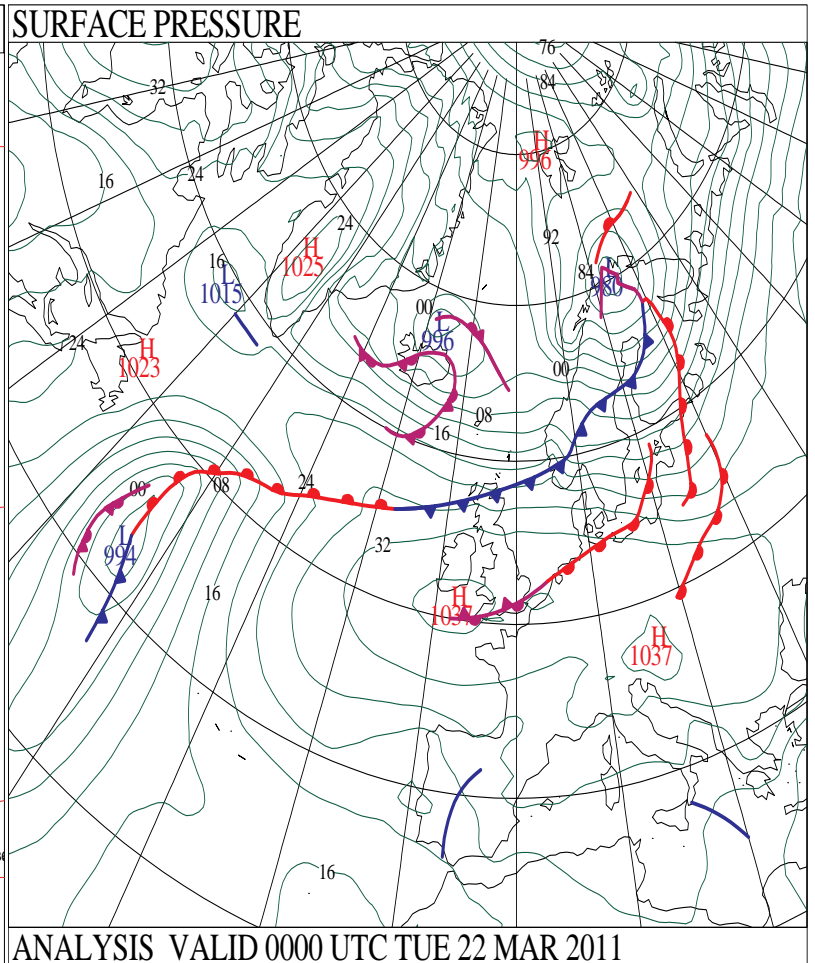 SURFACE PRESSURE
76
84
32
H
996
16
24
24
92
H
1025
16
L
1015
84
L
980
00
L
996
24
H
1023
00
08
16
00
08
24
L
994
32
16
H
1037
H
1037
16
ANALYSIS VALID 0000 UTC TUE 22 MAR 2011